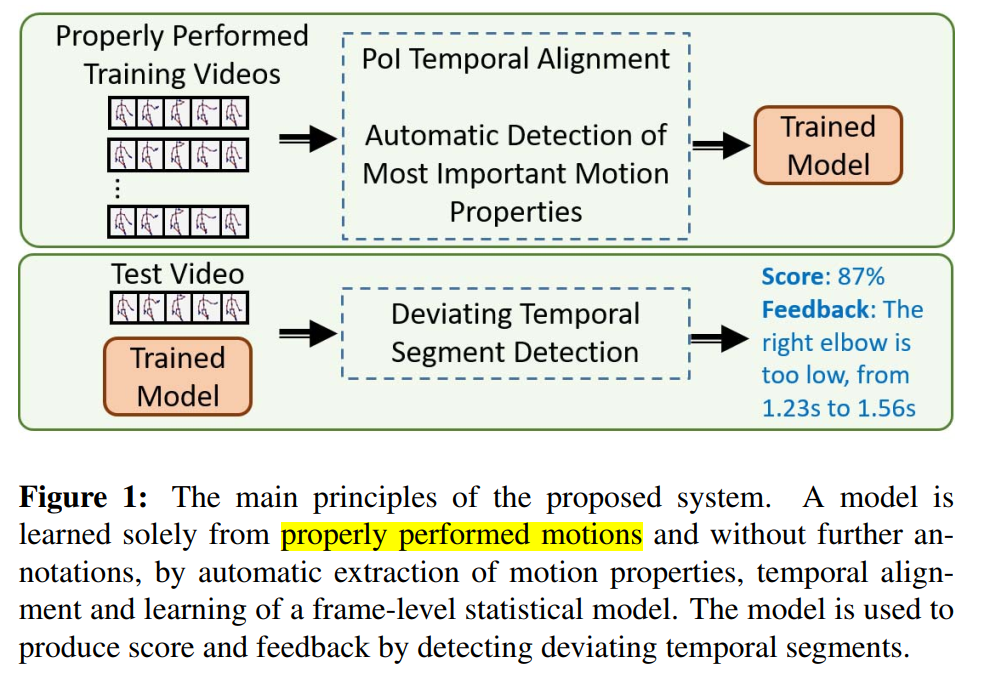 Properly Performed
Training Videos
PoI Temporal Alignment
Automatic Detection of
Most Important Motion
Properties
Trained
Model
Test Video
Trained
Model
Deviating Temporal
Segment Detection
Score: 87%
Feedback: The
right elbow is
too low, from
1.23s to 1.56s
Figure 1: The main principles of the proposed system. A model is
learned solely from properly performed motions and without further an-
notations, by automatic extraction of motion properties, temporal align-
ment and learning of a frame-level statistical model. The model is used to
produce score and feedback by detecting deviating temporal segments.